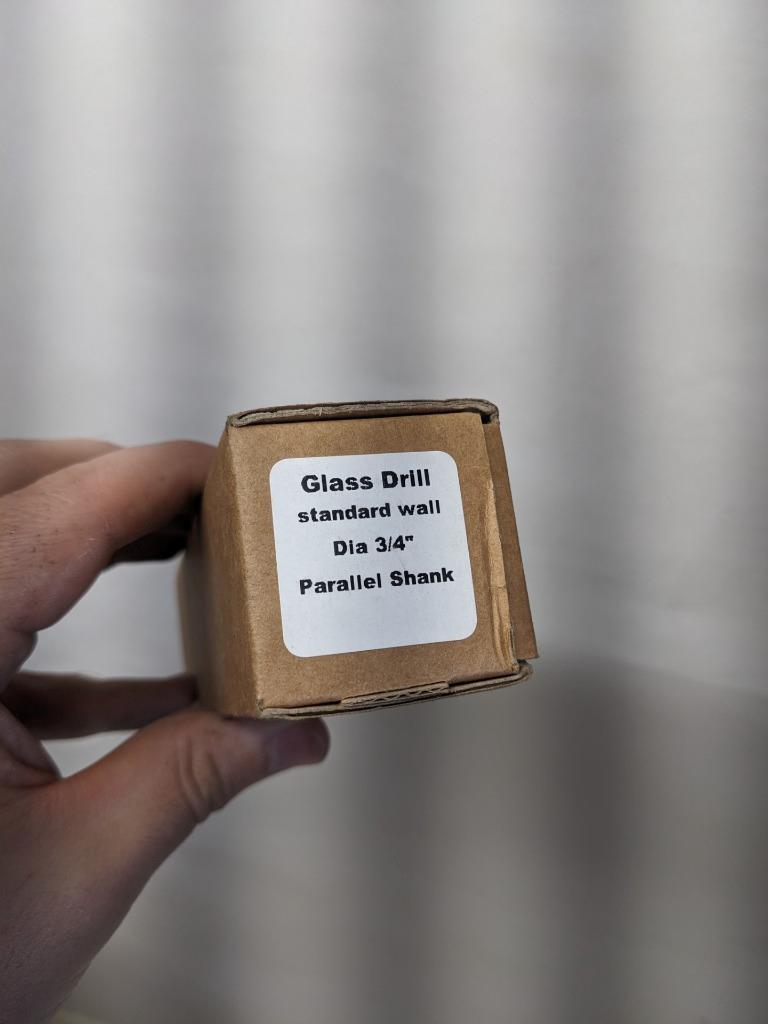 Glass Drill
standard wall
Dia 3/4"
Parallel Shank